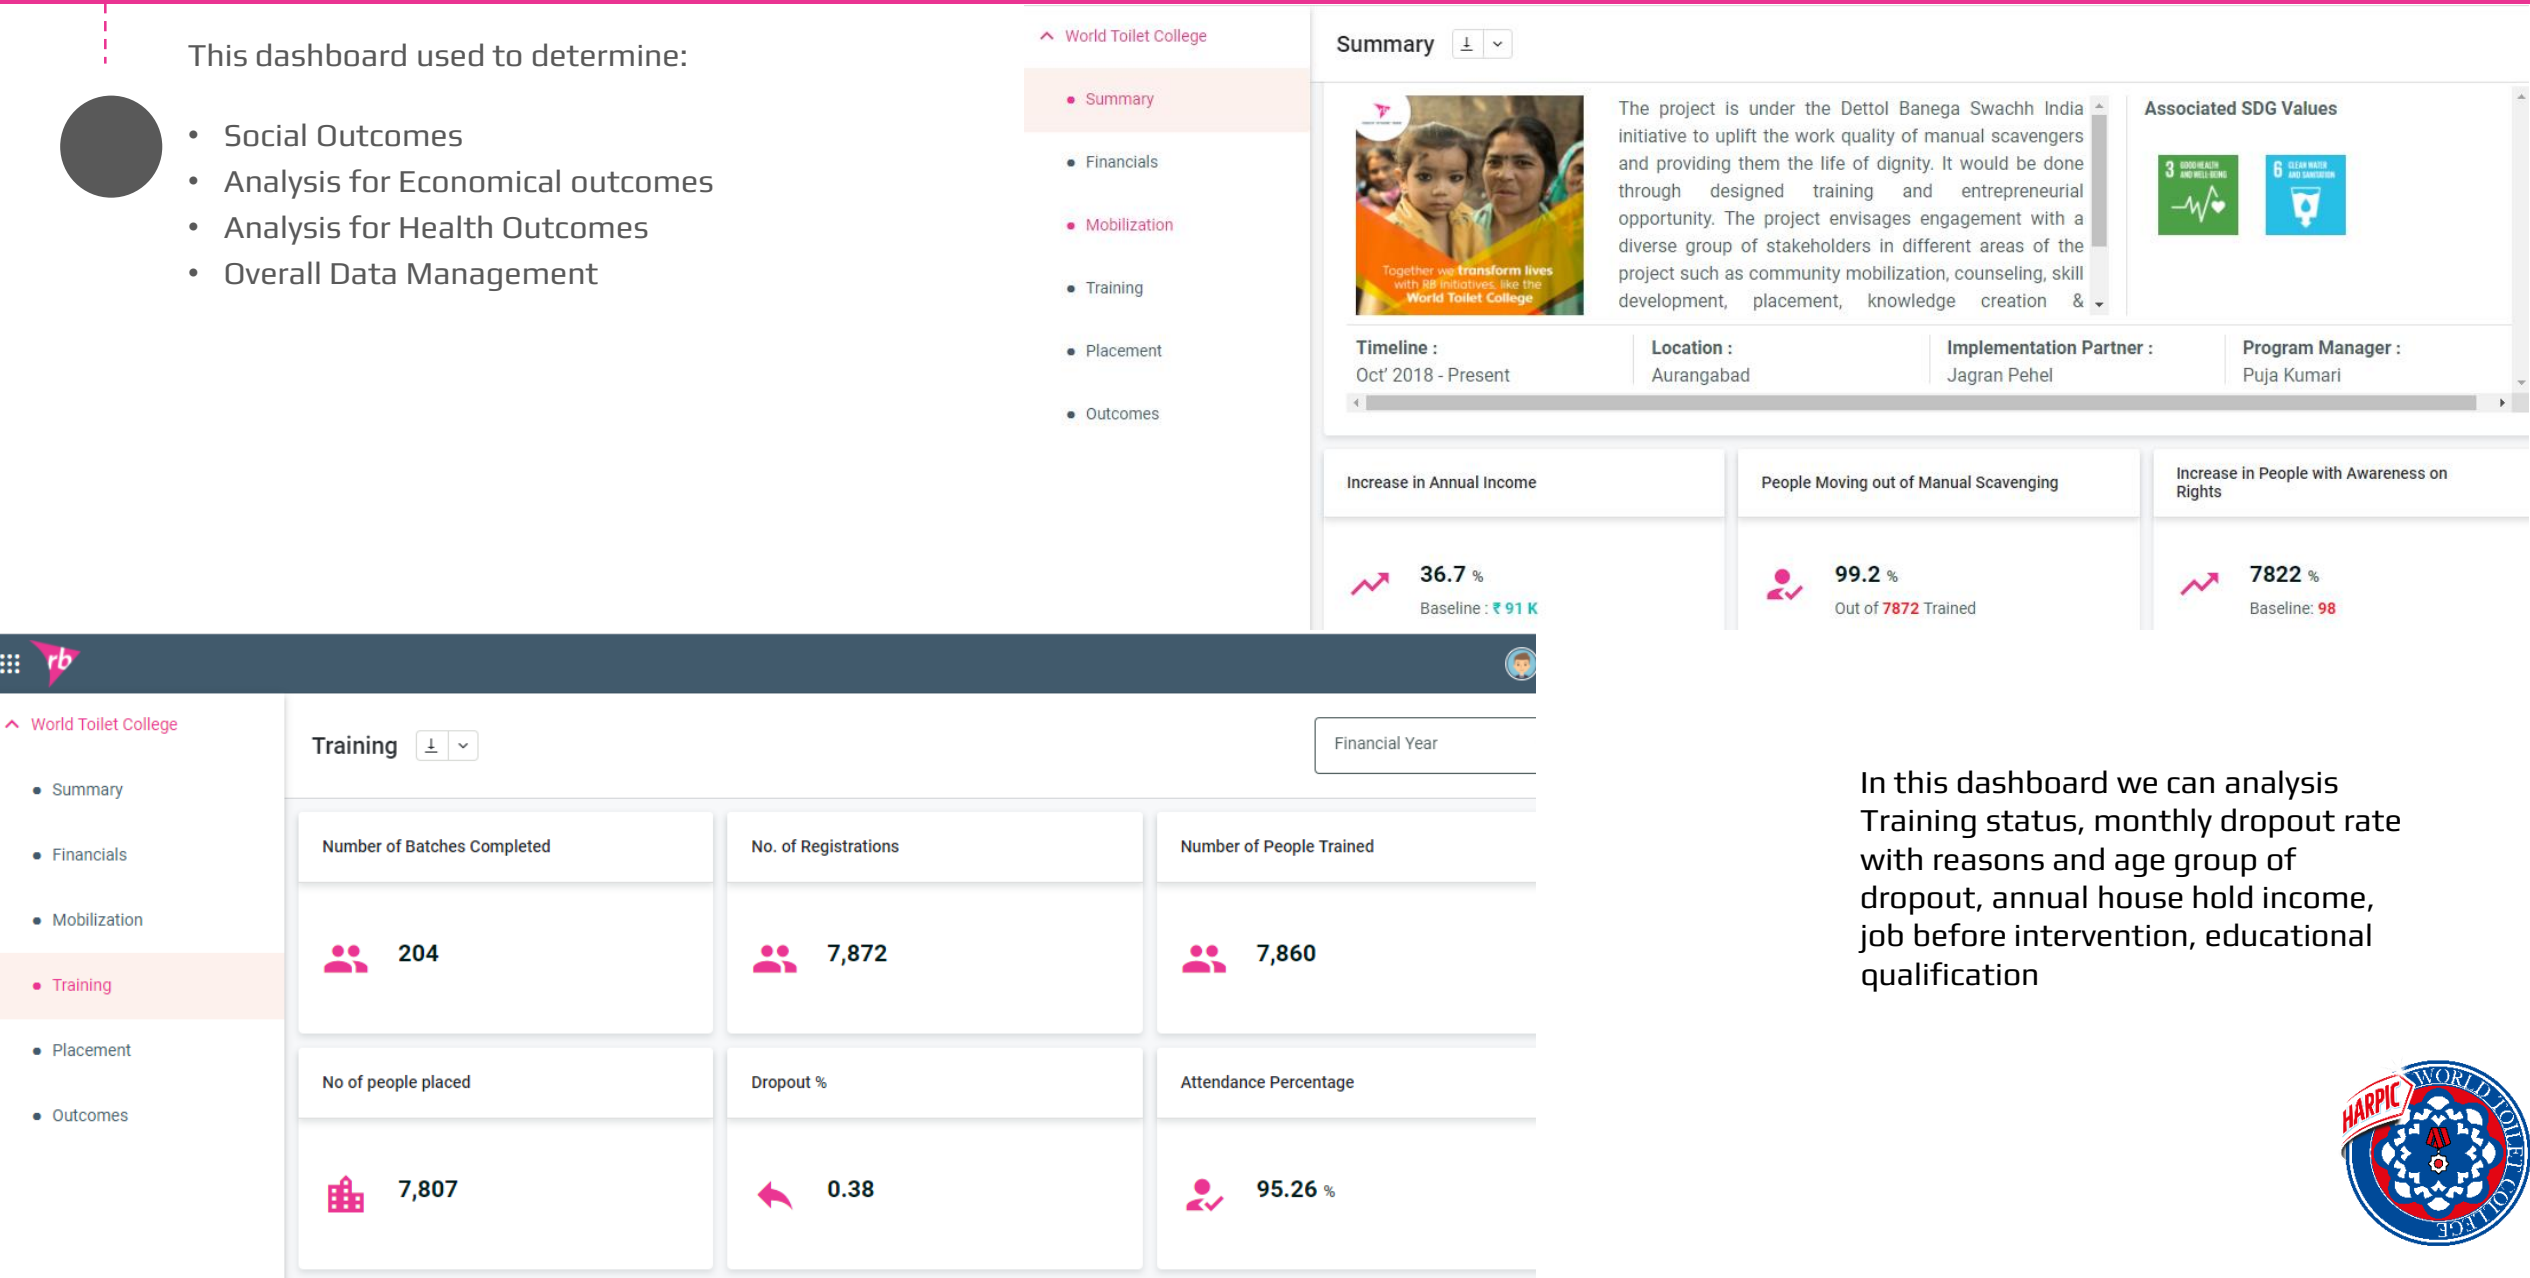 This dashboard used to determine:
• Social Outcomes
• Analysis for Economical outcomes
• Analysis for Health Outcomes
• Overall Data Management
World Toilet College
• Summary
• Financials
• Mobilization
• Training
• Placement
• Outcomes
Summary
Together we transform lives
with RB initiatives, like the
World Toilet College
The project is under the Dettol Banega Swachh India
initiative to uplift the work quality of manual scavengers
and providing them the life of dignity. It would be done
through designed training and entrepreneurial
opportunity. The project envisages engagement with a
diverse group of stakeholders in different areas of the
project such as community mobilization, counseling, skill
development, placement, knowledge creation &
Associated SDG Values
3 GOOD HEALTH
AND WELL-BEING
6 CLEAN WATER
AND SANITATION
Timeline :
Oct' 2018 - Present
Location :
Aurangabad
Implementation Partner :
Jagran Pehel
Program Manager :
Puja Kumari
Increase in Annual Income
36.7 %
Baseline : ₹ 91 K
People Moving out of Manual Scavenging
99.2 %
Out of 7872 Trained
Increase in People with Awareness on
Rights
7822 %
Baseline: 98
rb
World Toilet College
• Summary
• Financials
• Mobilization
• Training
• Placement
• Outcomes
Training
Financial Year
Number of Batches Completed
204
No. of Registrations
7,872
Number of People Trained
7,860
No of people placed
7,807
Dropout %
0.38
Attendance Percentage
95.26 %
In this dashboard we can analysis
Training status, monthly dropout rate
with reasons and age group of
dropout, annual house hold income,
job before intervention, educational
qualification
HARPIC
WORLD TOILET COLLEGE